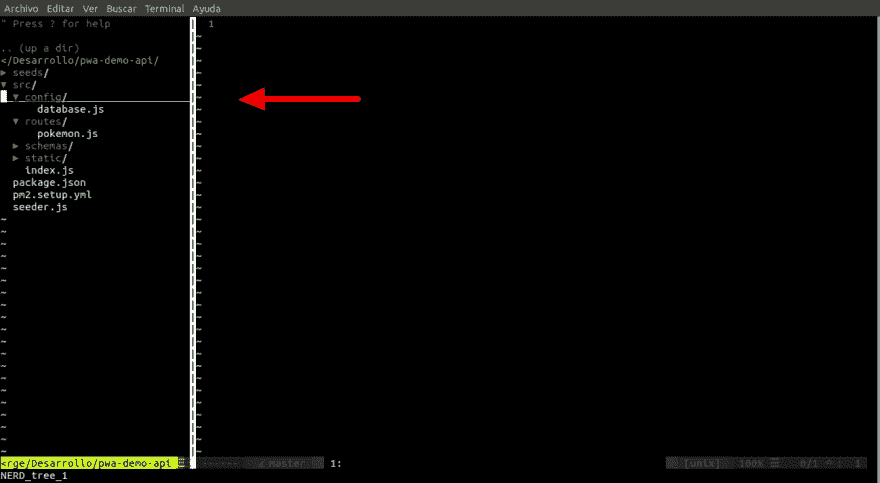 Archivo Editar Ver Buscar Terminal Ayuda
" Press ? for help
1
.. (up a dir)
</Desarrollo/pwa-demo-api/
▶ seeds/
▼ src/
▼ config/
database.js
▼ routes/
pokemon.js
▶ schemas/
▶ static/
index.js
package.json
pm2.setup.yml
seeder.js
<rge/Desarrollo/pwa-demo-api master 1: [unix] 100% 0/1 1
NERD_tree_1